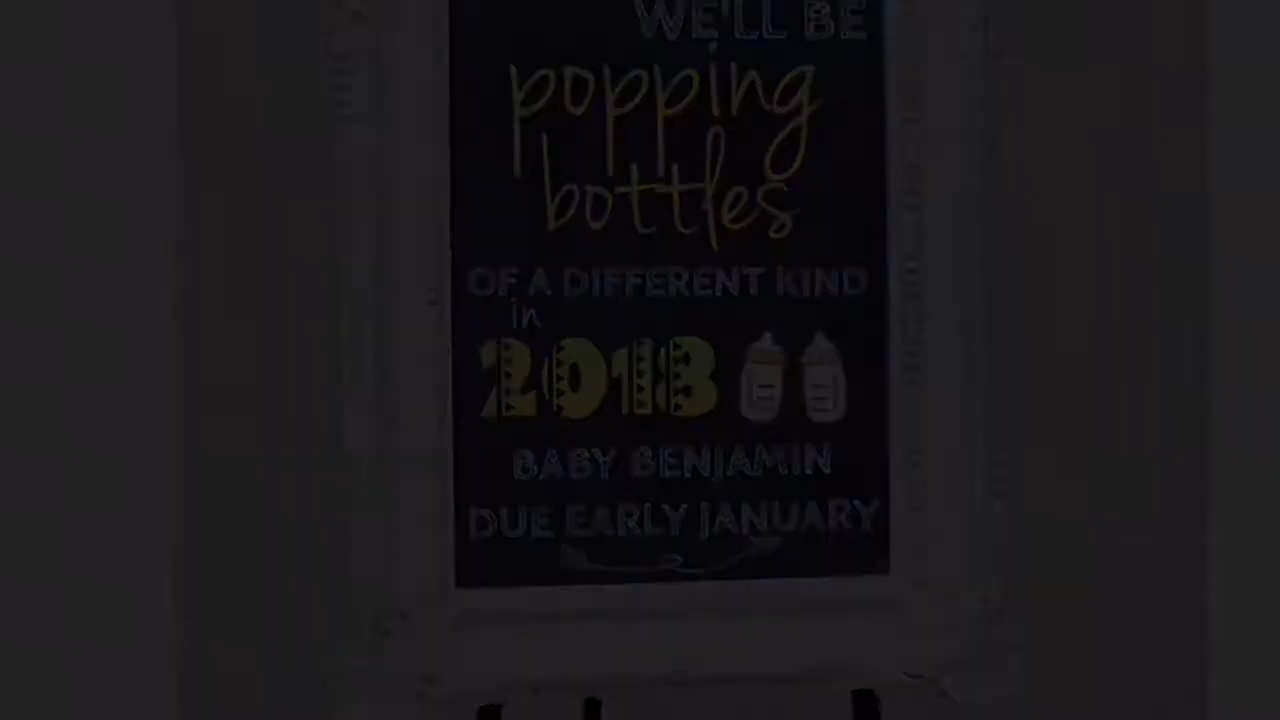 WE'LL BE
popping
bottles
OF A DIFFERENT KIND
in
2018
BABY BENJAMIN
DUE EARLY JANUARY